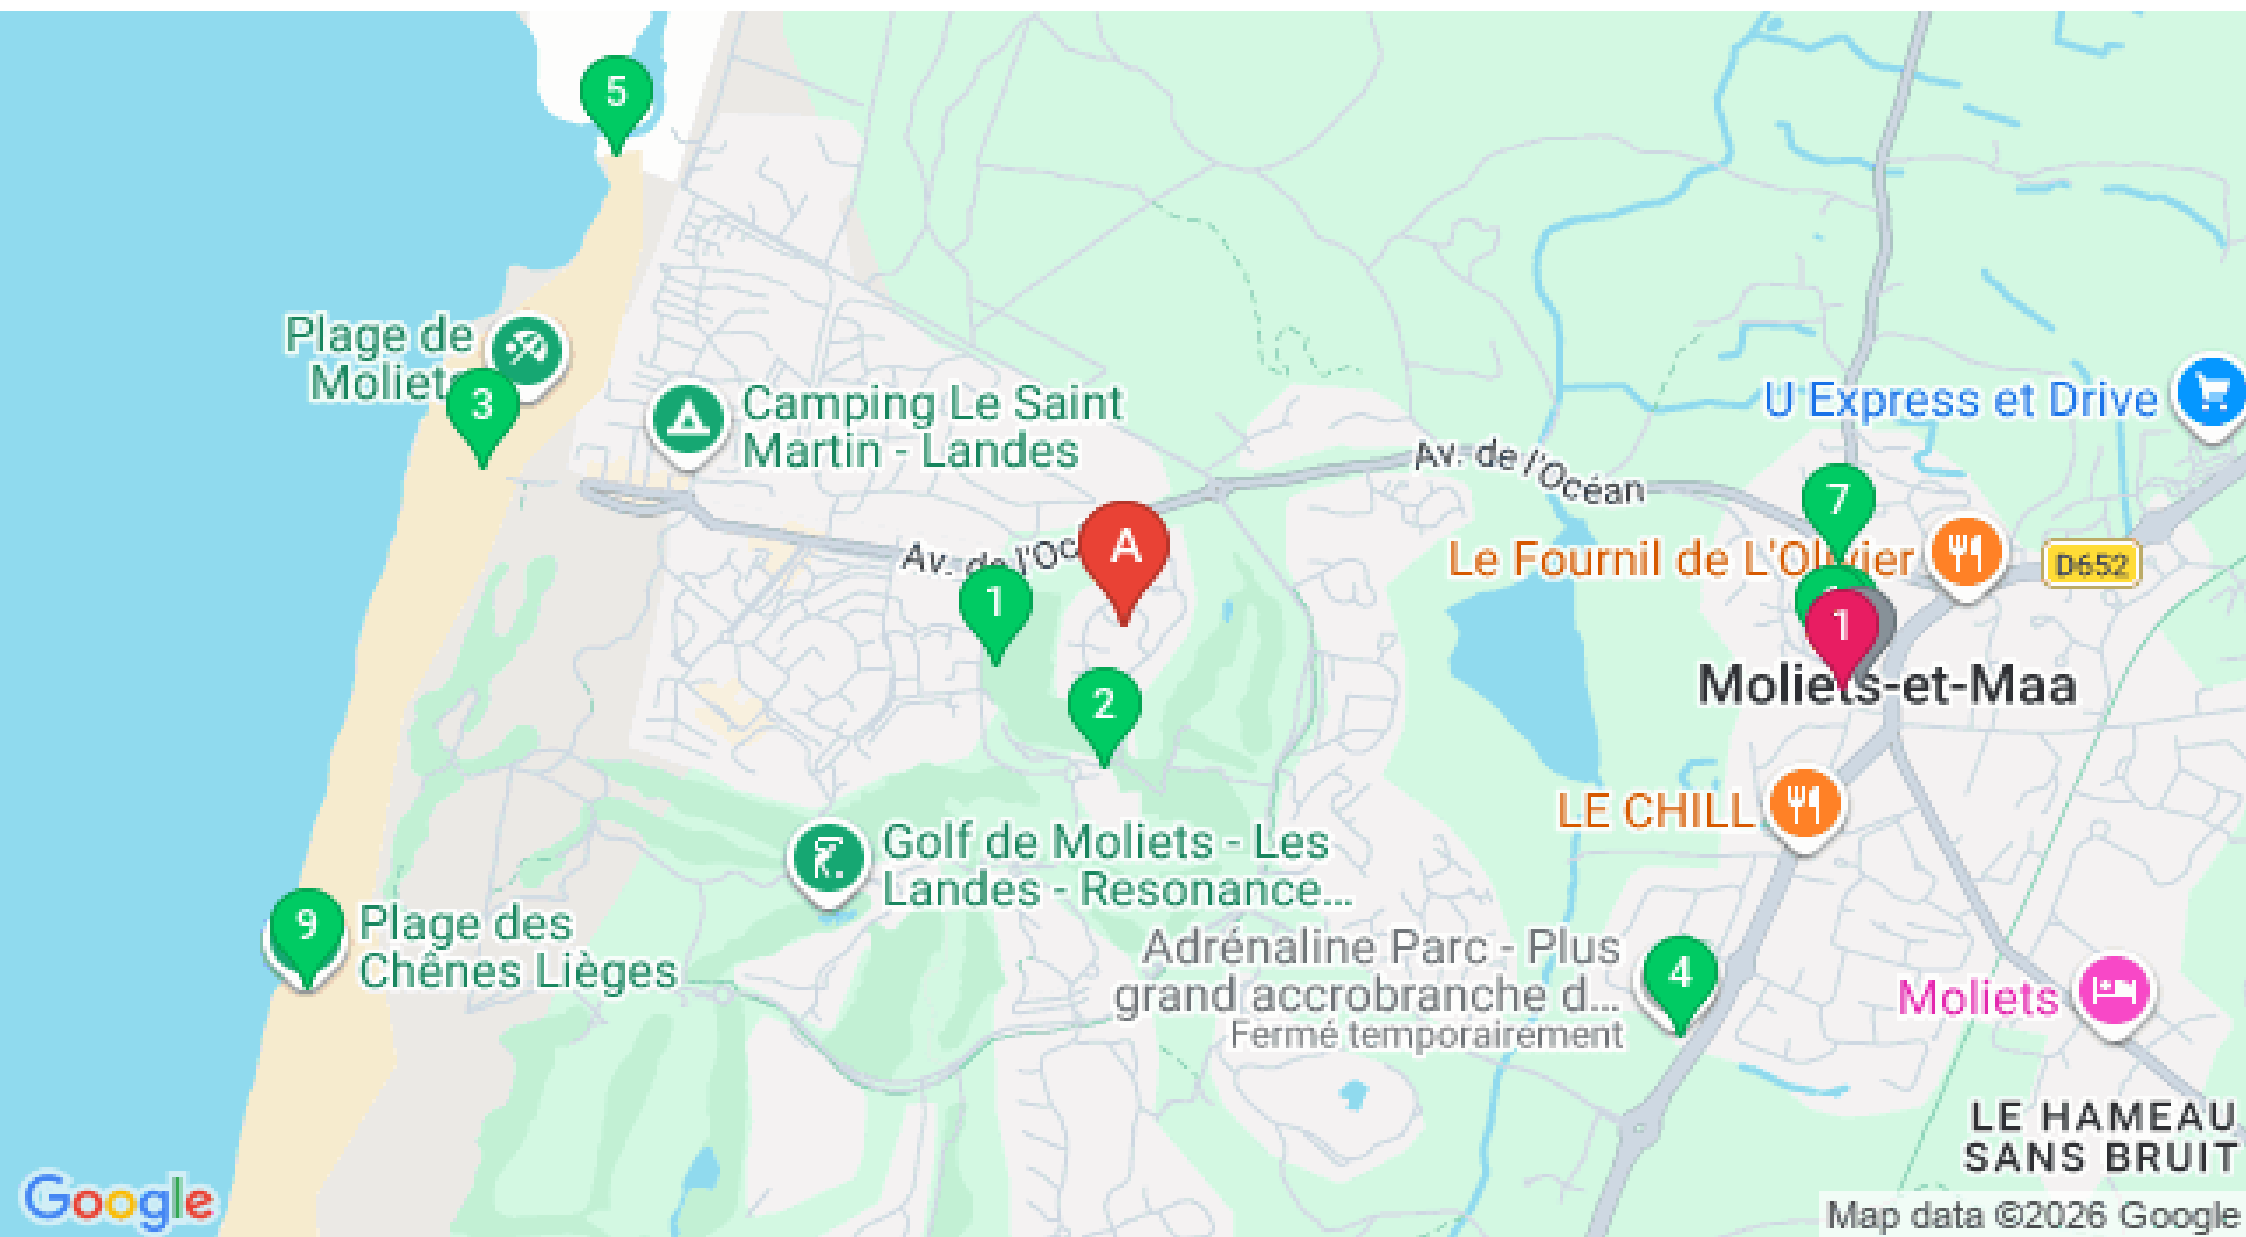 5
Plage de
Moliets
3
Camping Le Saint
Martin - Landes
U Express et Drive
Av. de l'Océan
7
A
Le Fournil de L'Olivier
D652
1
1
Moliets-et-Maa
2
LE CHILL
Golf de Moliets - Les
Landes - Resonance...
9
Plage des
Chênes Lièges
Adrénaline Parc - Plus
grand accrobranche d...
Fermé temporairement
4
Moliets
LE HAMEAU
SANS BRUIT
Google
Map data ©2026 Google